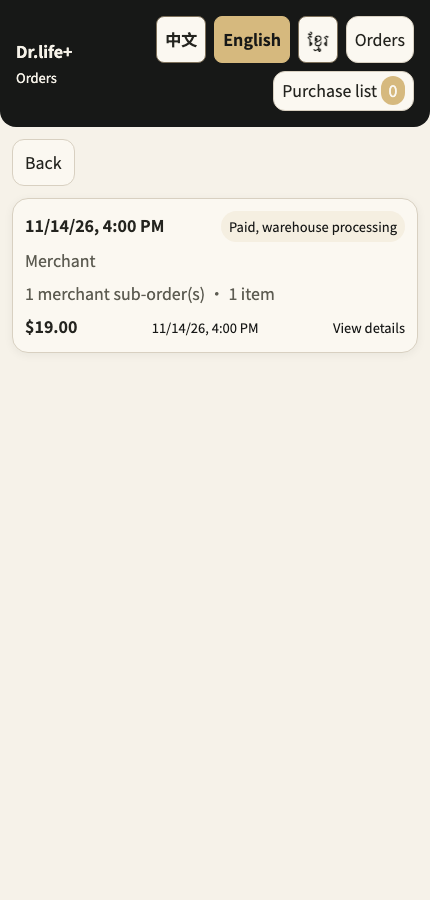 Dr.life+
Orders
中文
English
ខ្មែរ
Orders
Purchase list 0
Back
11/14/26, 4:00 PM
Paid, warehouse processing
Merchant
1 merchant sub-order(s) • 1 item
$19.00
11/14/26, 4:00 PM
View details